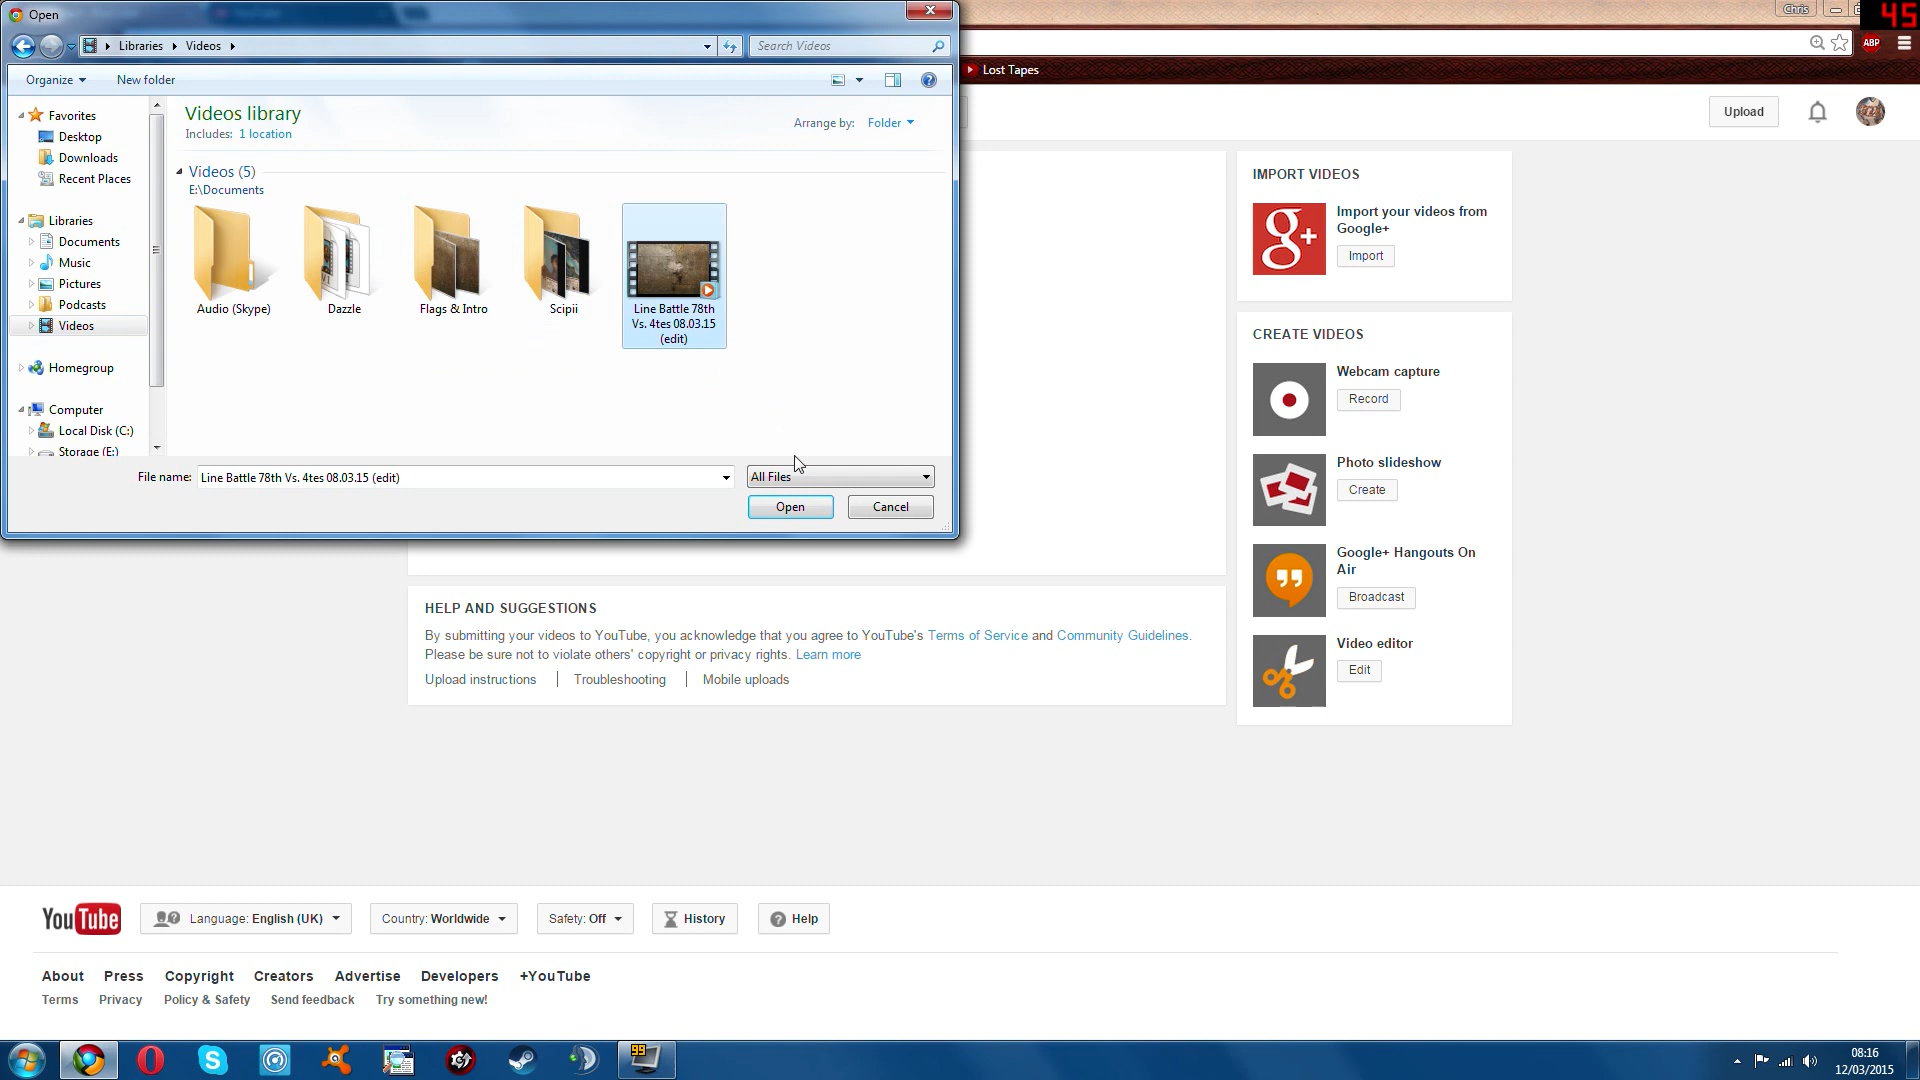 Open
Chris
45
Libraries
Videos
Search Videos
ABP
Lost Tapes
Organize
New folder
Videos library
Includes: 1 location
Arrange by: Folder
Upload
Favorites
Desktop
Downloads
Recent Places
Libraries
Documents
Music
Pictures
Podcasts
Videos
Homegroup
Computer
Local Disk (C:)
Storage (E:)
Videos (5)
E:\Documents
Audio (Skype)
Dazzle
Flags & Intro
Scipii
Line Battle 78th
Vs. 4tes 08.03.15
(edit)
File name:
Line Battle 78th Vs. 4tes 08.03.15 (edit)
All Files
Open
Cancel
IMPORT VIDEOS
g+
Import your videos from
Google+
Import
CREATE VIDEOS
Webcam capture
Record
Photo slideshow
Create
Google+ Hangouts On
Air
Broadcast
Video editor
Edit
HELP AND SUGGESTIONS
By submitting your videos to YouTube, you acknowledge that you agree to YouTube's Terms of Service and Community Guidelines.
Please be sure not to violate others' copyright or privacy rights. Learn more
Upload instructions
Troubleshooting
Mobile uploads
YouTube
Language: English (UK)
Country: Worldwide
Safety: Off
History
Help
About
Press
Copyright
Creators
Advertise
Developers
+YouTube
Terms
Privacy
Policy & Safety
Send feedback
Try something new!
99
08:16
12/03/2015